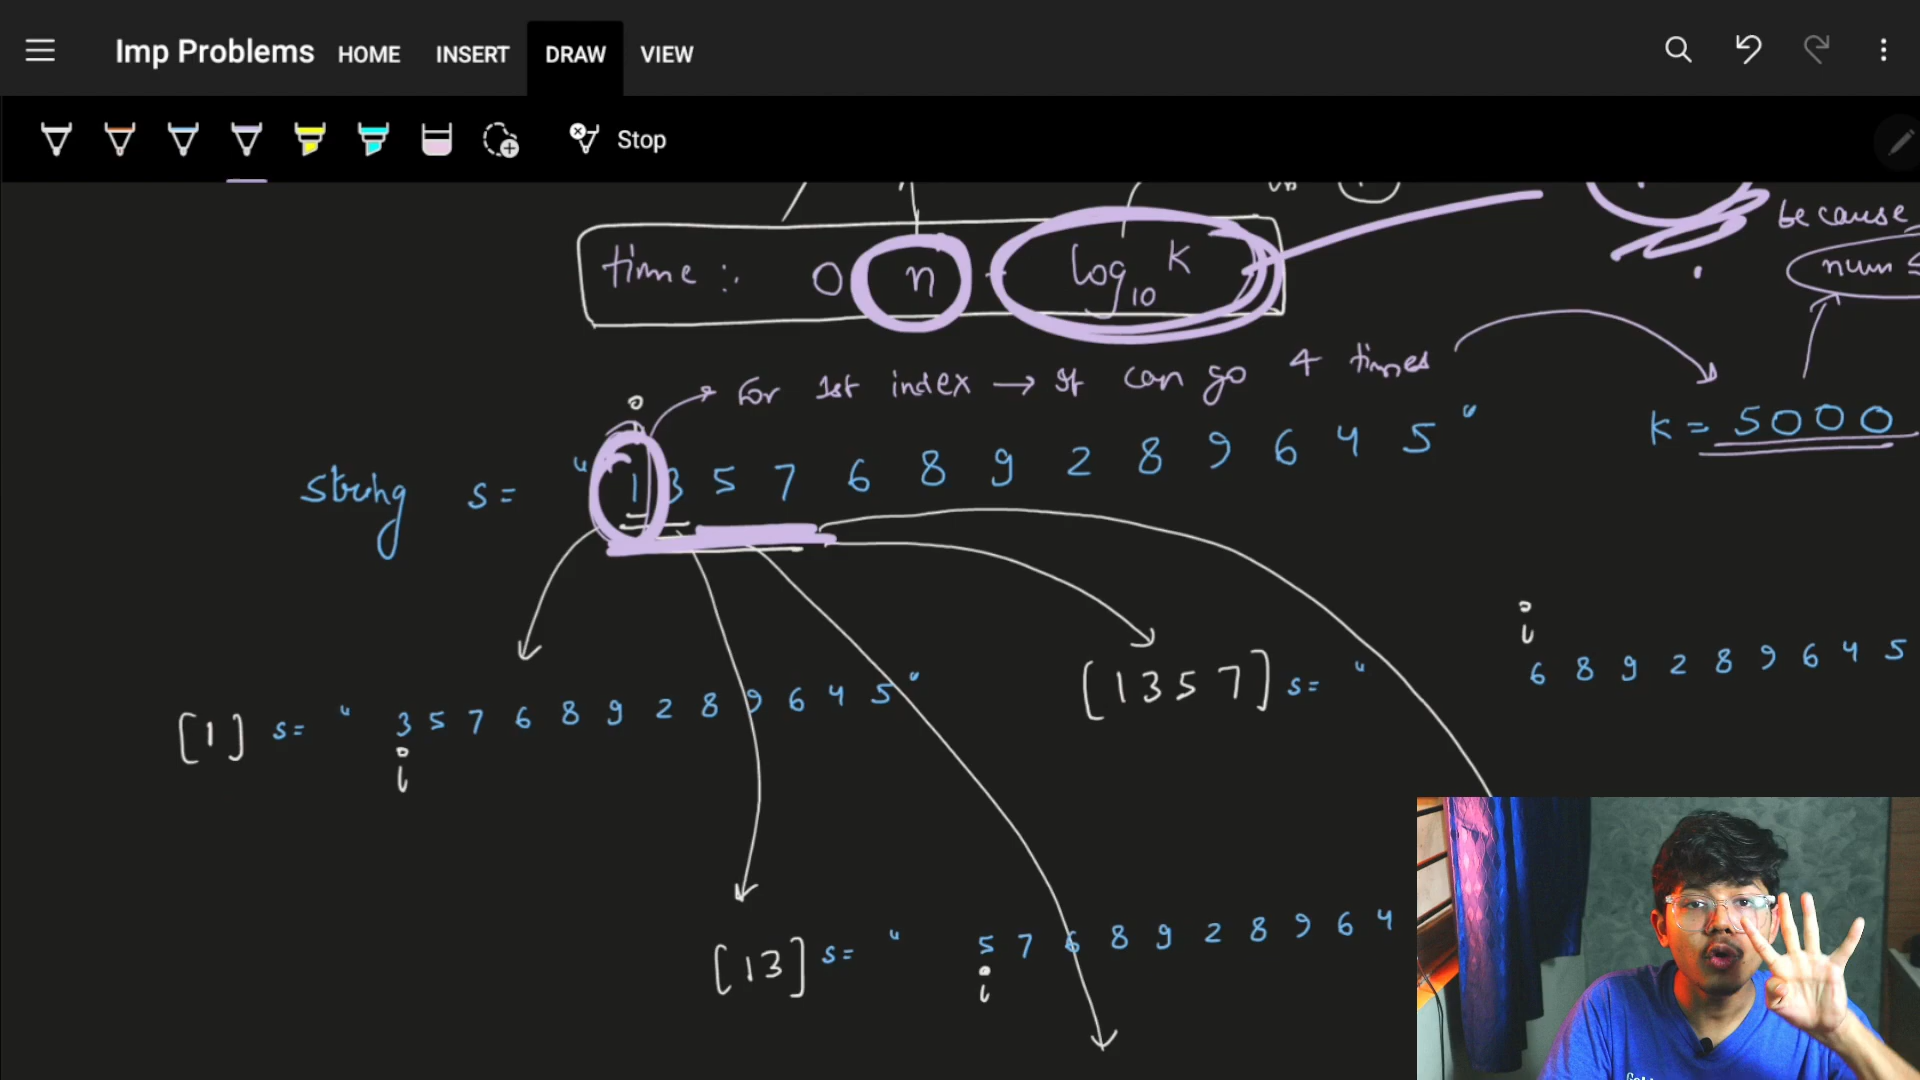 Imp Problems HOME INSERT DRAW VIEW
Stop
because
time :. O n log10 K
num ≤
For 1st index → It can go 4 times
K = 5000
string s = " 1 3 5 7 6 8 9 2 8 9 6 4 5 "
i
6 8 9 2 8 9 6 4 5
[1 3 5 7] s = "
[1] s = " 3 5 7 6 8 9 2 8 9 6 4 5 "
i
[13] s = " 5 7 6 8 9 2 8 9 6 4
i